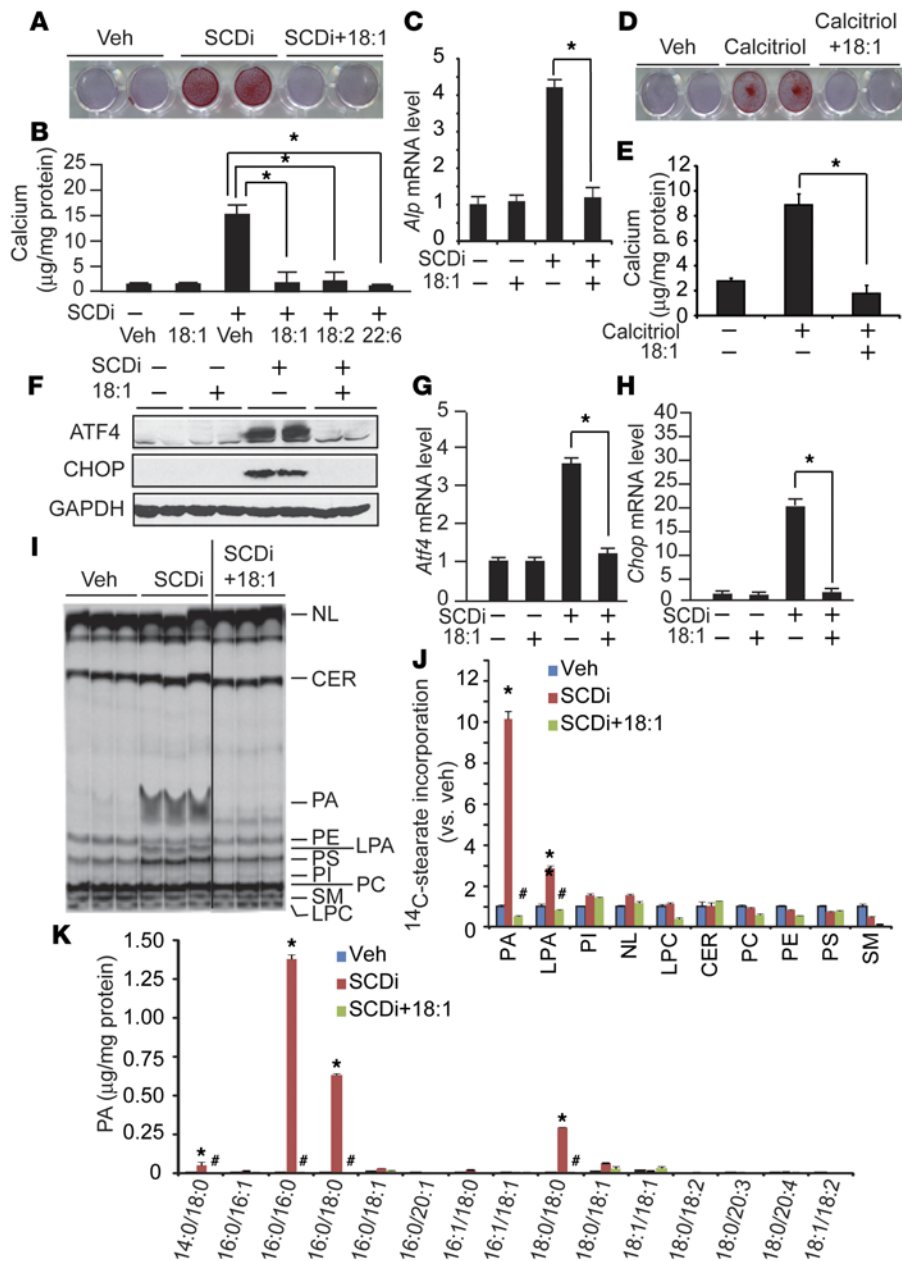 A
Veh SCDi SCDi+18:1
B
Calcium
(µg/mg protein)
25
20
15
10
5
0
*
*
*
SCDi – – + + + +
Veh 18:1 Veh 18:1 18:2 22:6
C
Alp mRNA level
5
4
3
2
1
0
*
SCDi – – + +
18:1 – + – +
D
Veh Calcitriol Calcitriol
+18:1
E
Calcium
(µg/mg protein)
12
10
8
6
4
2
0
*
Calcitriol – + +
18:1 +
F
SCDi – – + +
18:1 – + – +
ATF4
CHOP
GAPDH
G
Atf4 mRNA level
5
4
3
2
1
0
*
SCDi – – + +
18:1 – + – +
H
Chop mRNA level
40
35
30
25
20
15
10
5
0
*
SCDi – – + +
18:1 – + – +
I
Veh SCDi SCDi
+18:1
NL
CER
PA
PE
LPA
PS
PI
PC
SM
LPC
J
14C-stearate incorporation
(vs. veh)
12
10
8
6
4
2
0
Veh
SCDi
SCDi+18:1
*
#
*
*
#
PA LPA PI NL LPC CER PC PE PS SM
K
PA (µg/mg protein)
1.50
1.25
1.00
0.75
0.50
0.25
0
Veh
SCDi
SCDi+18:1
* # * # * # * #
14:0/18:0 16:0/16:1 16:0/16:0 16:0/18:0 16:0/18:1 16:0/20:1 16:1/18:0 16:1/18:1 18:0/18:0 18:0/18:1 18:1/18:1 18:0/18:2 18:0/20:3 18:0/20:4 18:1/18:2